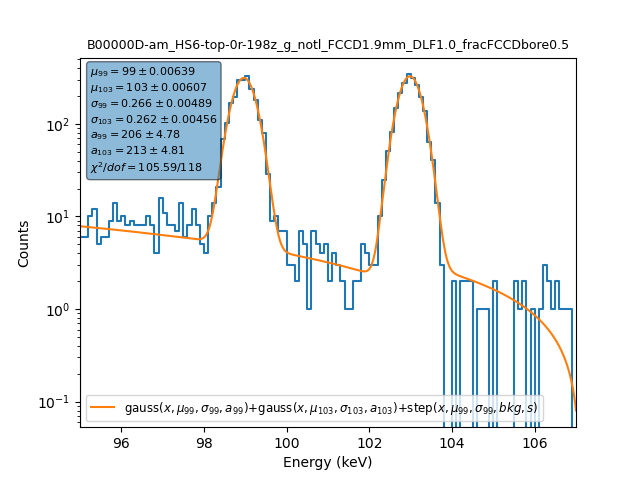 B00000D-am_HS6-top-0r-198z_g_notl_FCCD1.9mm_DLF1.0_fracFCCDbore0.5
μ₉₉ = 99 ± 0.00639
μ₁₀₃ = 103 ± 0.00607
σ₉₉ = 0.266 ± 0.00489
σ₁₀₃ = 0.262 ± 0.00456
a₉₉ = 206 ± 4.78
a₁₀₃ = 213 ± 4.81
χ²/dof = 105.59/118
10²
10¹
10⁰
10⁻¹
Counts
gauss(x, μ₉₉, σ₉₉, a₉₉)+gauss(x, μ₁₀₃, σ₁₀₃, a₁₀₃)+step(x, μ₉₉, σ₉₉, bkg, s)
96 98 100 102 104 106
Energy (keV)